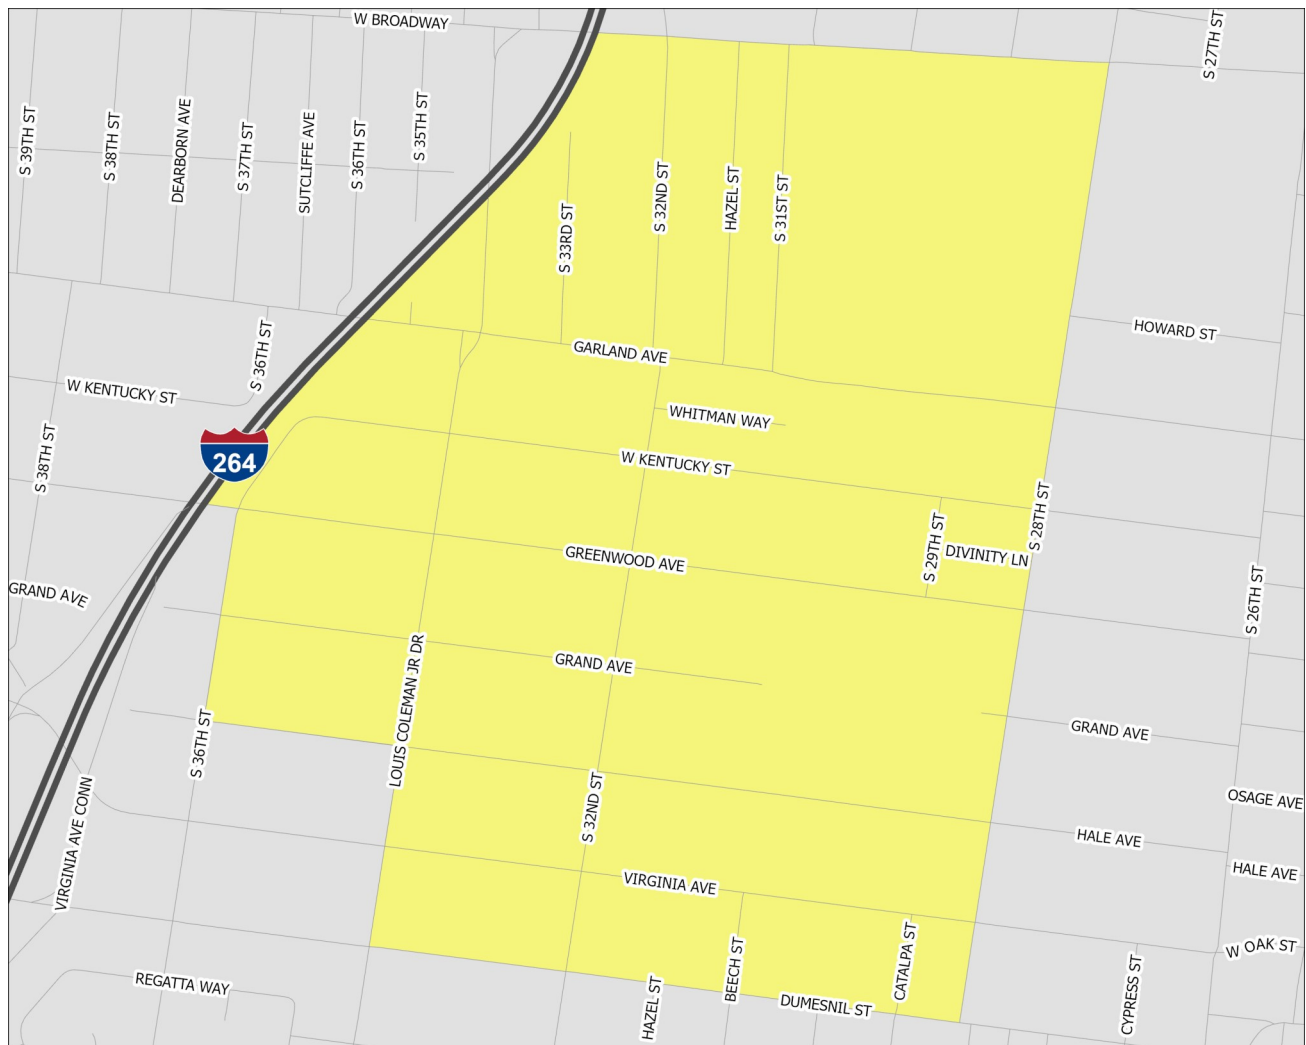 W BROADWAY
S 27TH ST
S 39TH ST
S 38TH ST
DEARBORN AVE
S 37TH ST
SUTCLIFFE AVE
S 36TH ST
S 35TH ST
S 33RD ST
S 32ND ST
HAZEL ST
S 31ST ST
HOWARD ST
S 36TH ST
GARLAND AVE
W KENTUCKY ST
WHITMAN WAY
S 38TH ST
264
W KENTUCKY ST
S 28TH ST
S 29TH ST
DIVINITY LN
GREENWOOD AVE
GRAND AVE
S 26TH ST
GRAND AVE
LOUIS COLEMAN JR DR
S 36TH ST
GRAND AVE
OSAGE AVE
S 32ND ST
HALE AVE
VIRGINIA AVE CONN
HALE AVE
VIRGINIA AVE
W OAK ST
CATALPA ST
BEECH ST
REGATTA WAY
HAZEL ST
DUMESNIL ST
CYPRESS ST